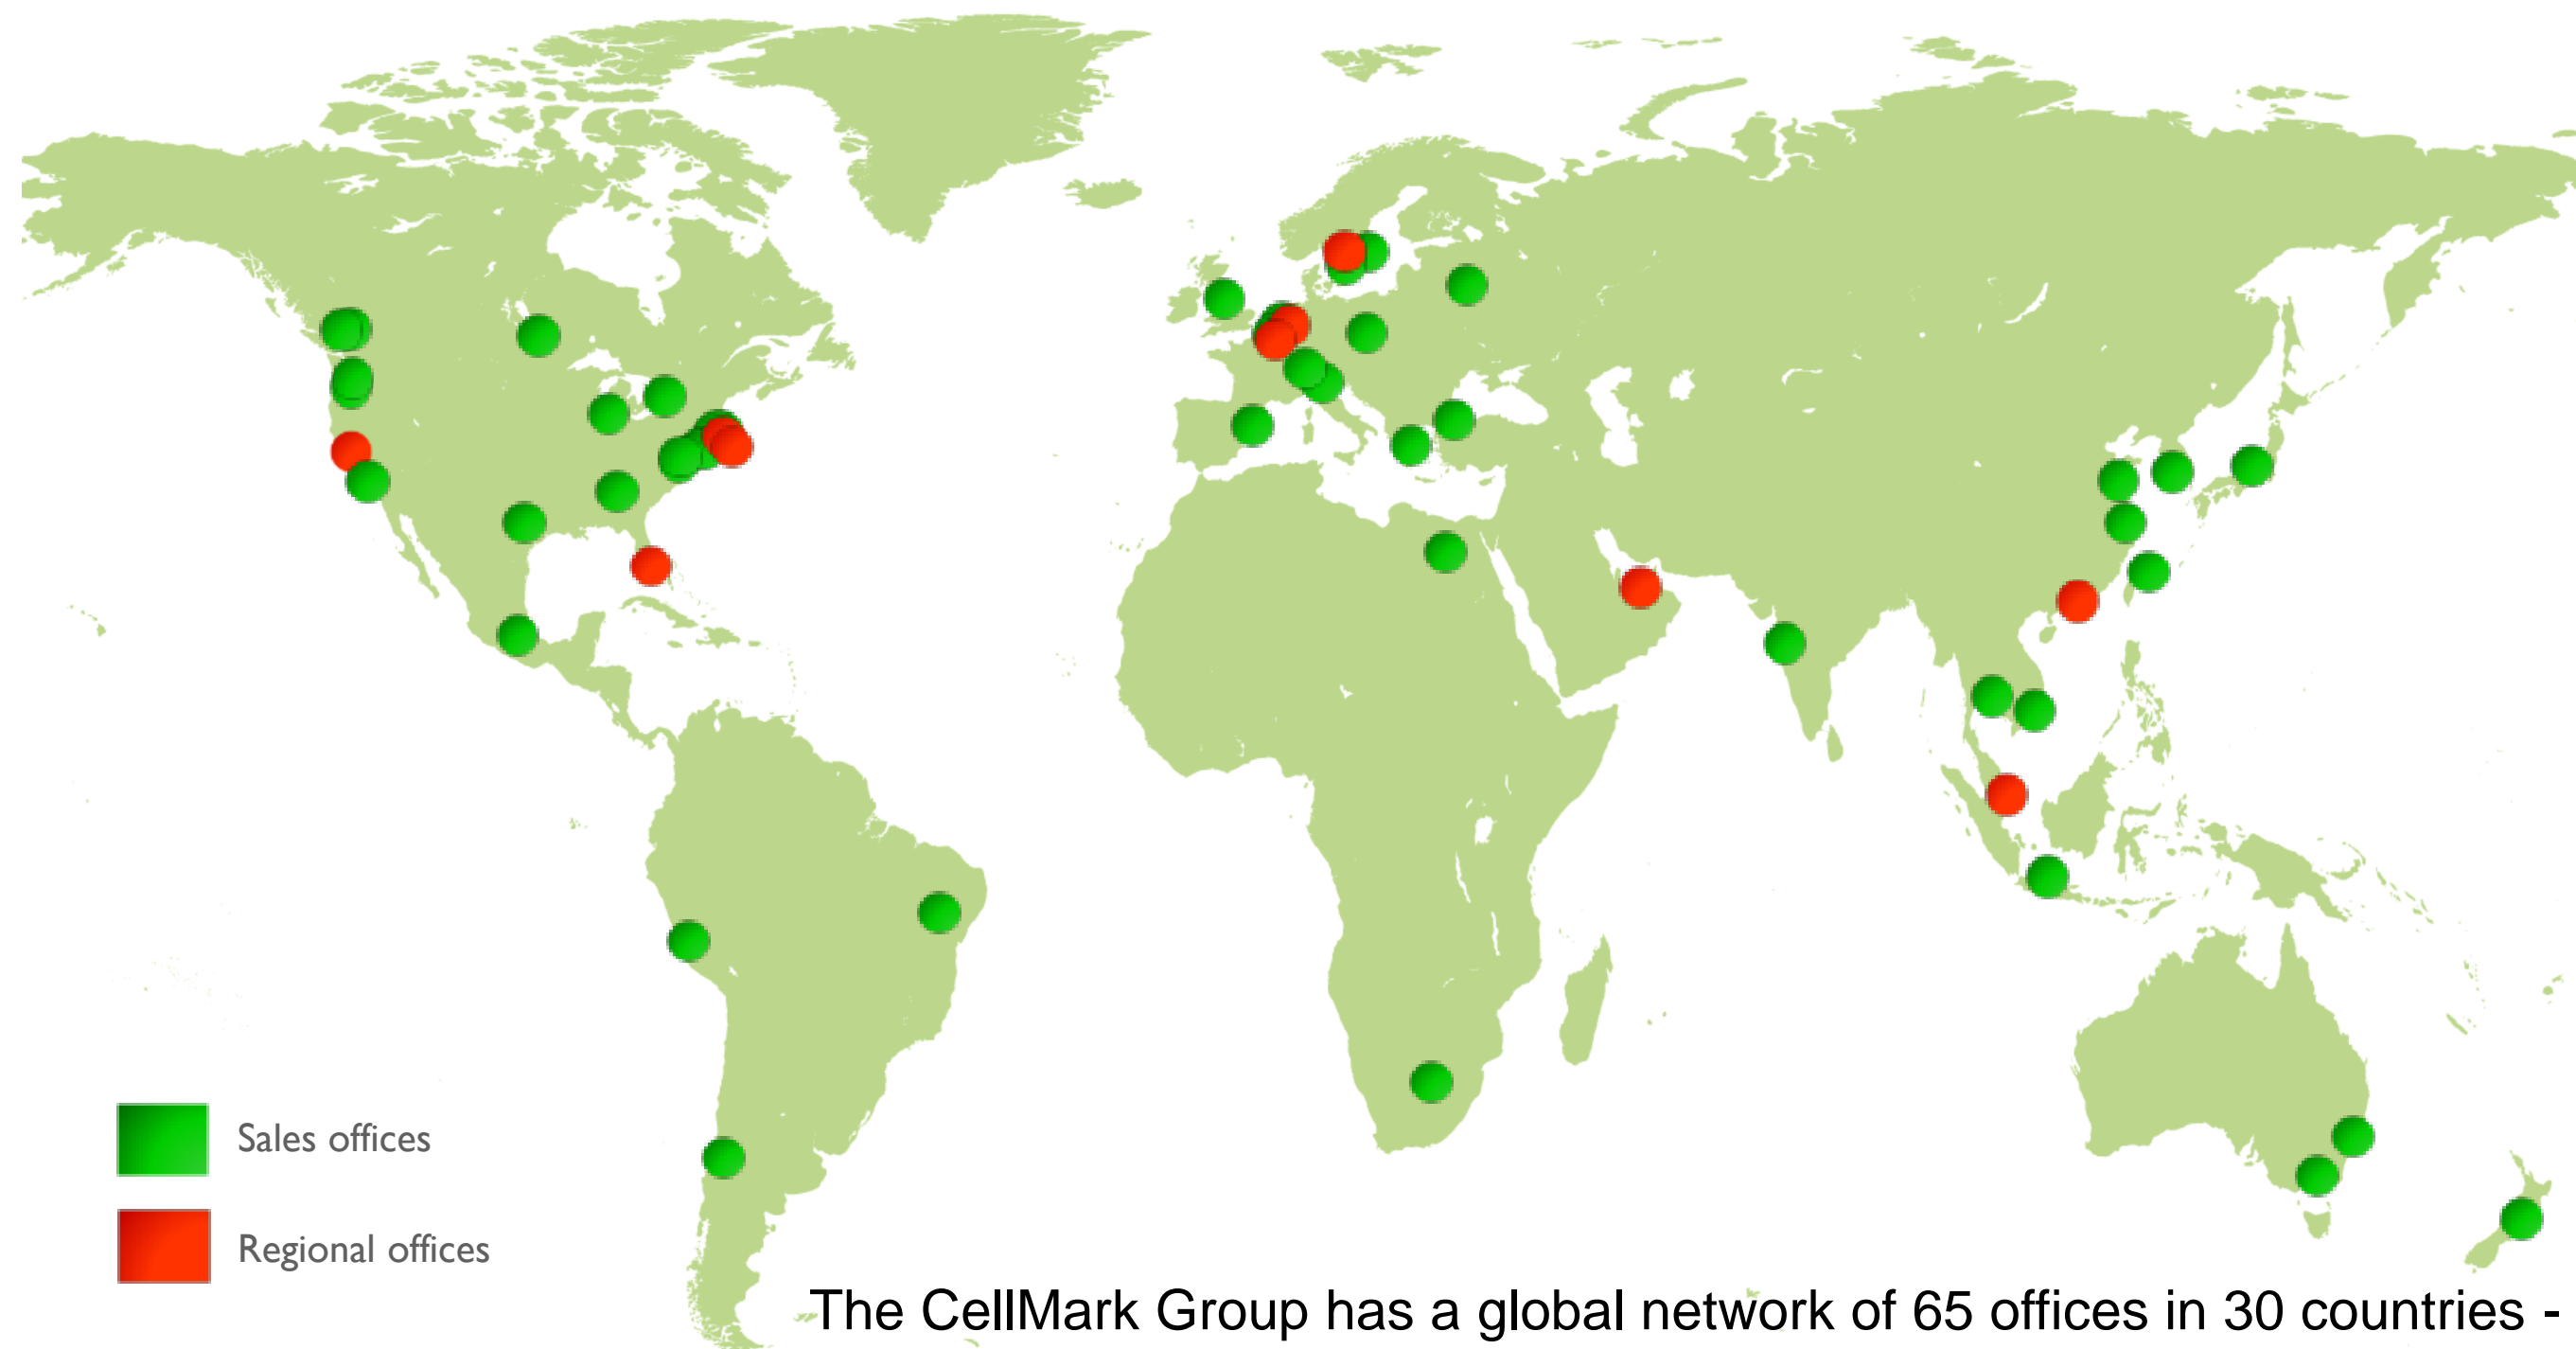 Sales offices
Regional offices
The CellMark Group has a global network of 65 offices in 30 countries -